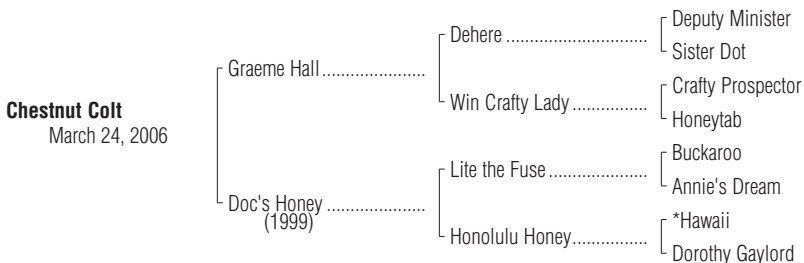 Chestnut Colt
March 24, 2006
Graeme Hall......................
Doc's Honey .....................
(1999)
Dehere ..............................
Win Crafty Lady ................
Lite the Fuse .....................
Honolulu Honey................
Deputy Minister
Sister Dot
Crafty Prospector
Honeytab
Buckaroo
Annie's Dream
*Hawaii
Dorothy Gaylord